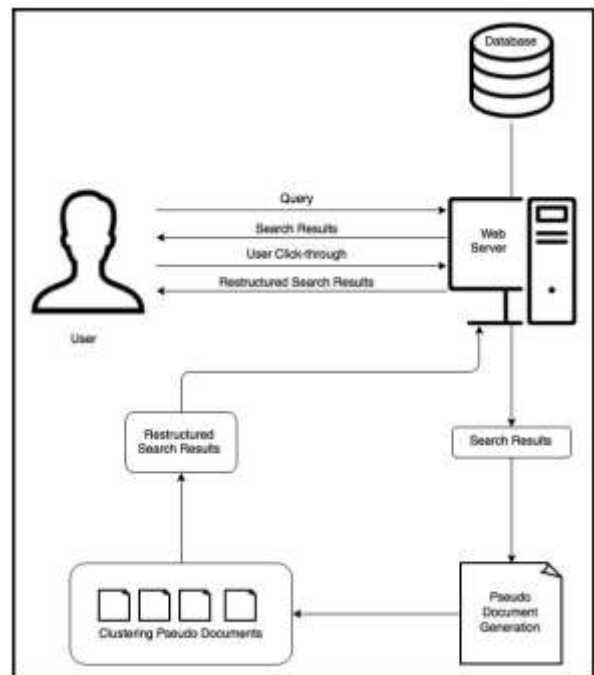 Database
Query
Search Results
Web
Server
User Click-through
Restructured Search Results
User
Restructured
Search Results
Search Results
Pseudo
Document
Generation
Clustering Pseudo Documents